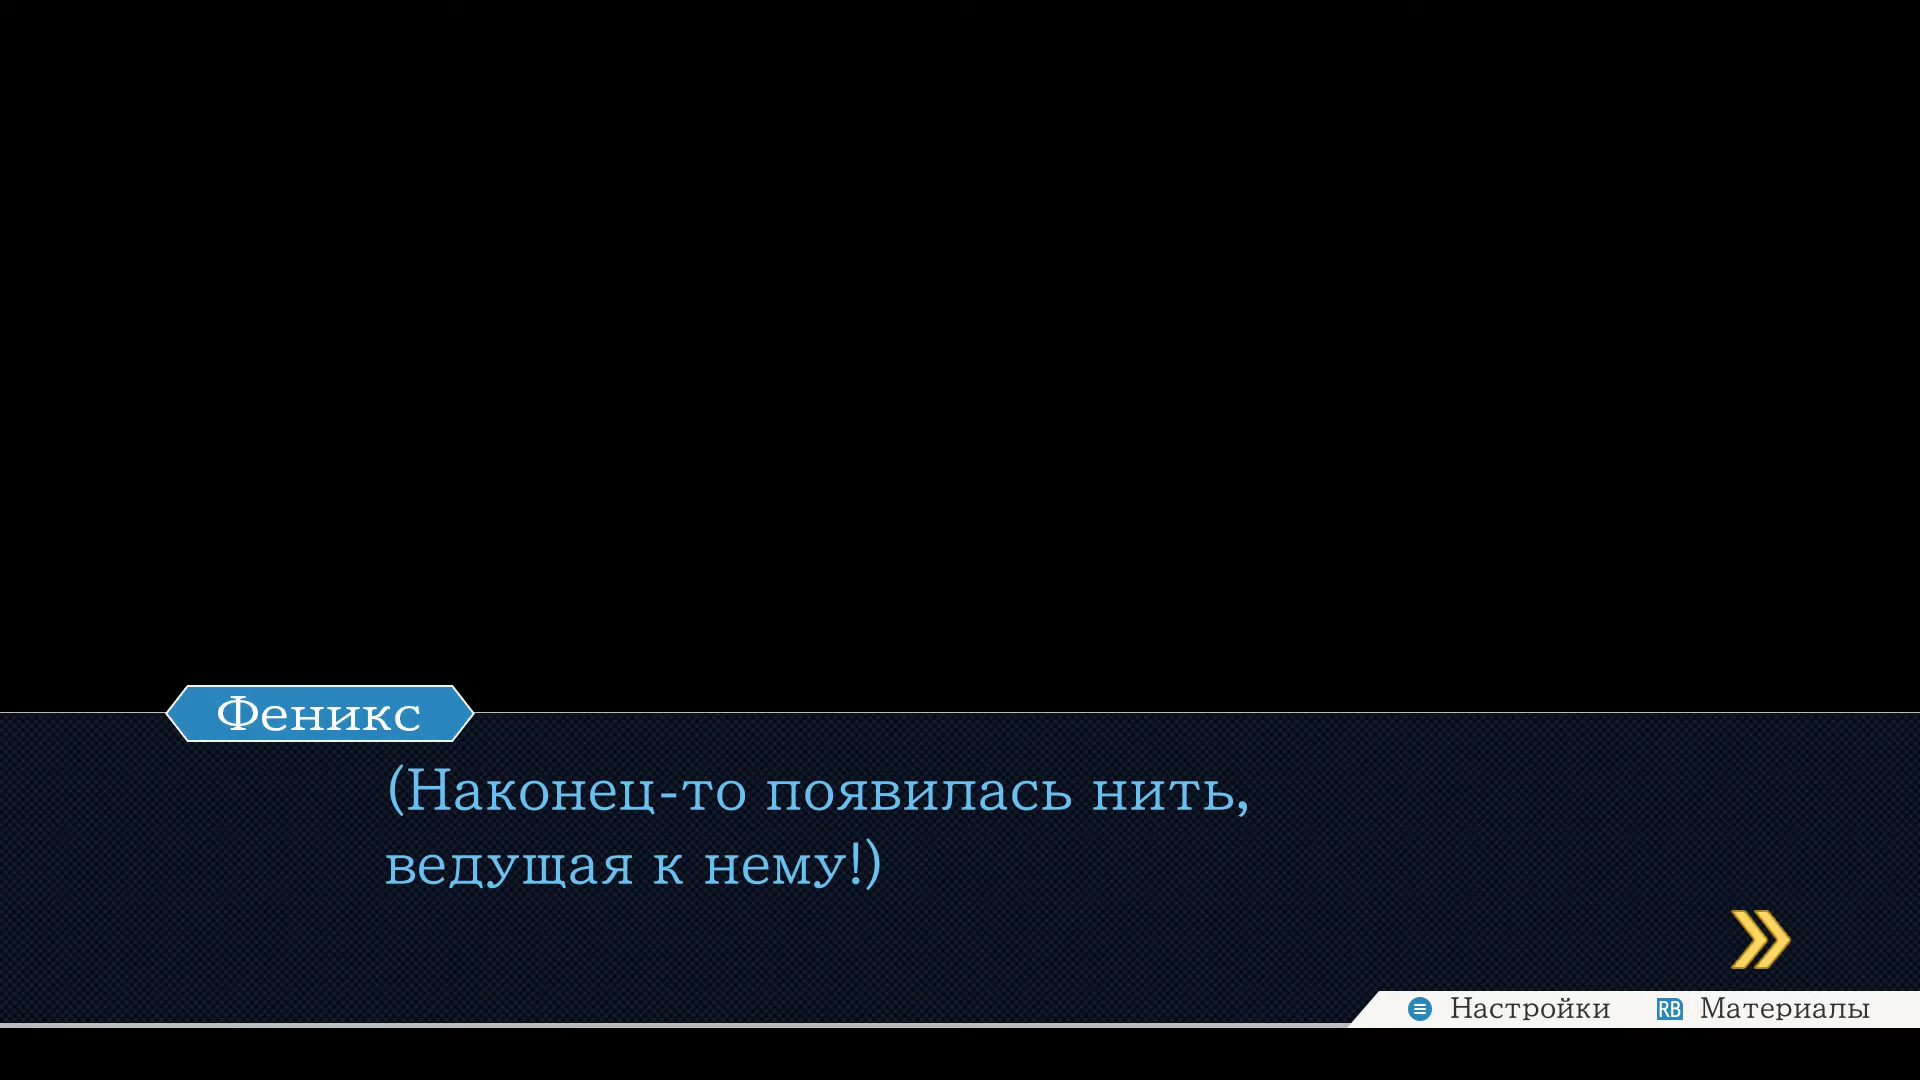 Феникс
(Наконец-то появилась нить,
ведущая к нему!)
Настройки RB Материалы